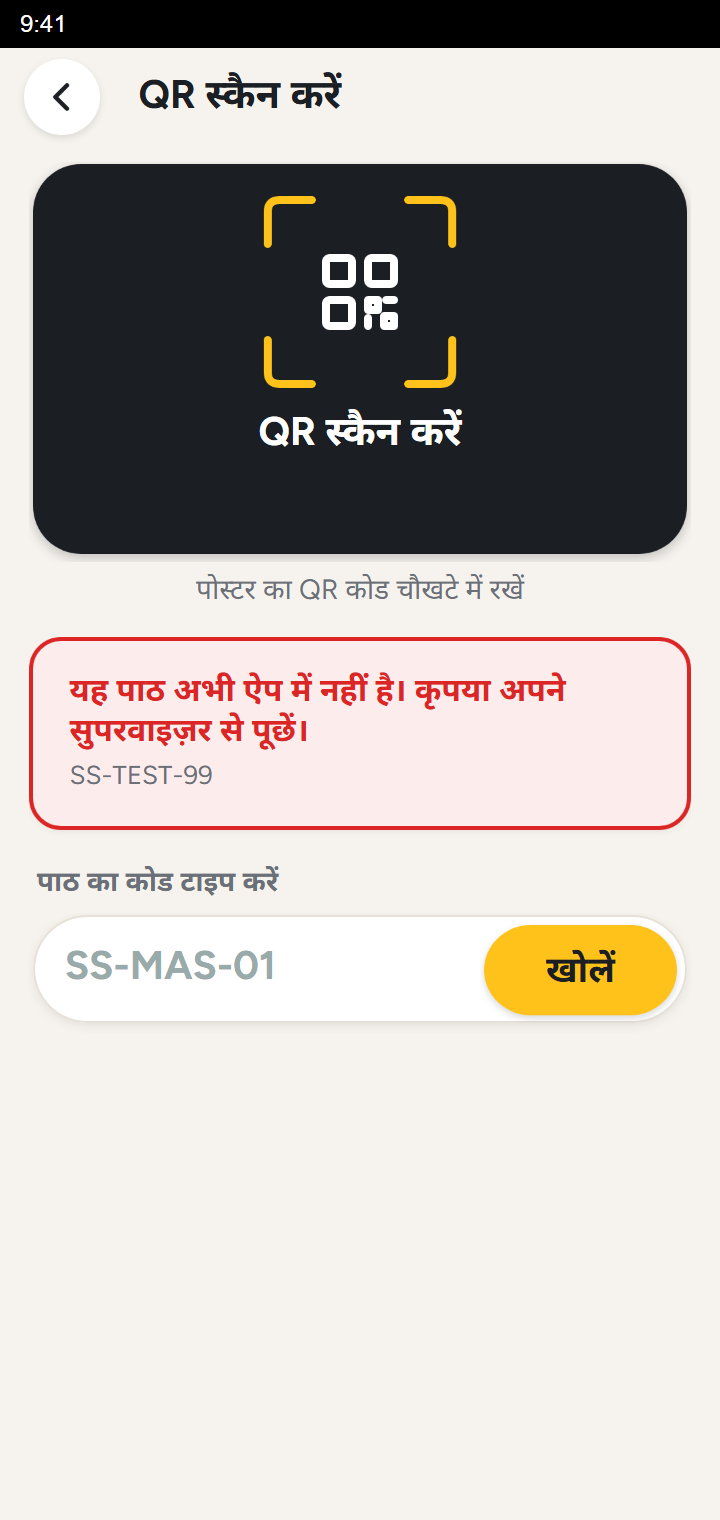 9:41
QR स्कैन करें
QR स्कैन करें
पोस्टर का QR कोड चौखटे में रखें
यह पाठ अभी ऐप में नहीं है। कृपया अपने
सुपरवाइज़र से पूछें।
SS-TEST-99
पाठ का कोड टाइप करें
SS-MAS-01
खोलें